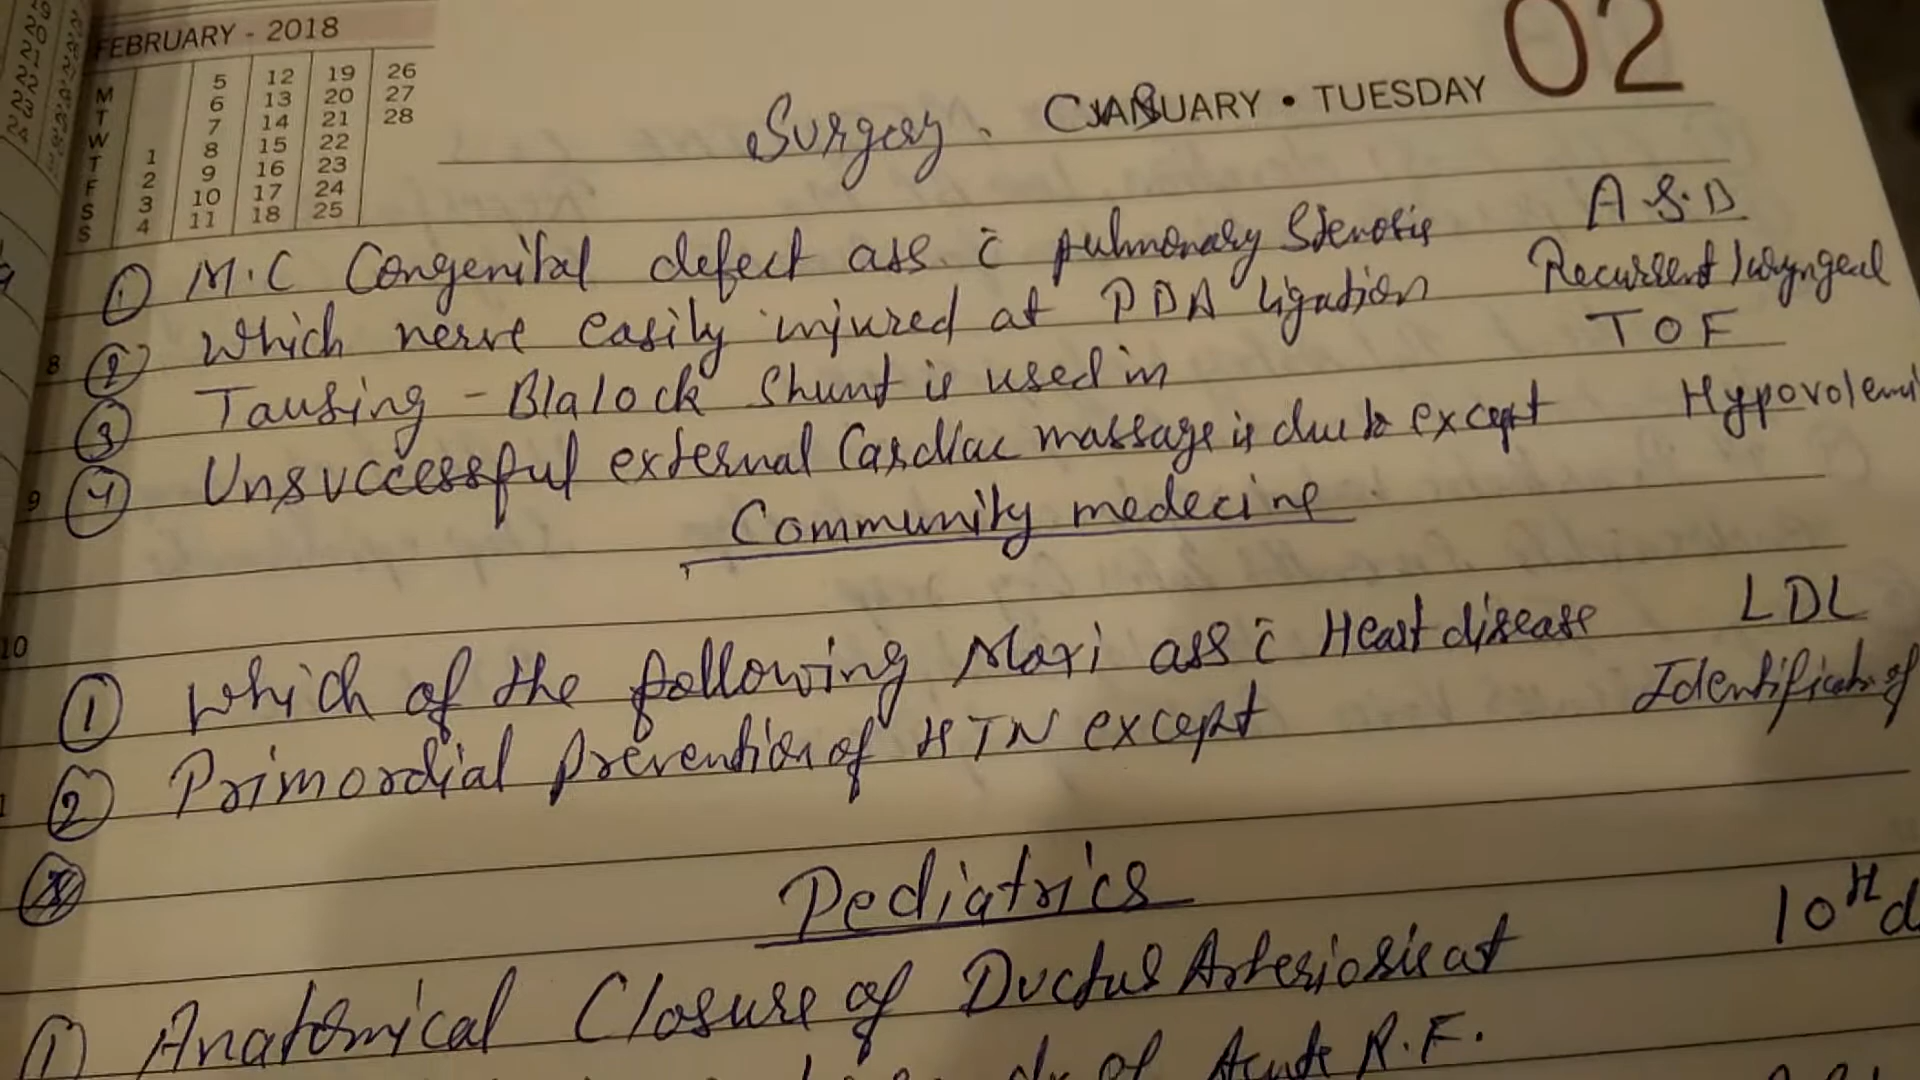 FEBRUARY - 2018
M 5 12 19 26
T 6 13 20 27
W 7 14 21 28
T 1 8 15 22
F 2 9 16 23
S 3 10 17 24
S 4 11 18 25
02
JANUARY • TUESDAY
Surgery. CVS
① M.C Congenital defect ass. c̄ pulmonary Stenosis A.S.D
8 ② Which nerve easily injured at PDA ligation Recurrent laryngeal
③ Tausing - Blalock Shunt is used in TOF
9 ④ Unsuccessful external Cardiac massage is due to except Hypovolemi
Community medecine.
10
① Which of the following Maxi ass c̄ Heart disease LDL
② Primordial prevention of HTN except Identificatn of
Pediatrics
① Anatomical Closure of Ductus Arteriosis at 10th d
of Acute R.F.